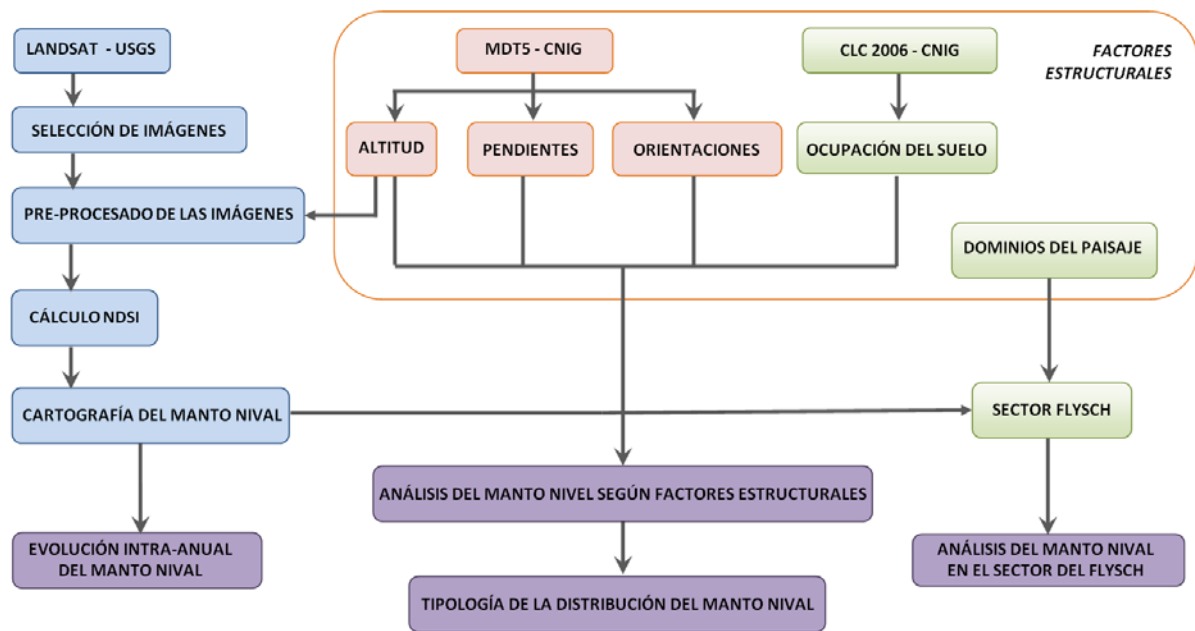 LANDSAT - USGS
MDT5 - CNIG
CLC 2006 - CNIG
FACTORES
ESTRUCTURALES
SELECCIÓN DE IMÁGENES
ALTITUD
PENDIENTES
ORIENTACIONES
OCUPACIÓN DEL SUELO
PRE-PROCESADO DE LAS IMÁGENES
DOMINIOS DEL PAISAJE
CÁLCULO NDSI
CARTOGRAFÍA DEL MANTO NIVAL
SECTOR FLYSCH
ANÁLISIS DEL MANTO NIVEL SEGÚN FACTORES ESTRUCTURALES
EVOLUCIÓN INTRA-ANUAL
DEL MANTO NIVAL
ANÁLISIS DEL MANTO NIVAL
EN EL SECTOR DEL FLYSCH
TIPOLOGÍA DE LA DISTRIBUCIÓN DEL MANTO NIVAL